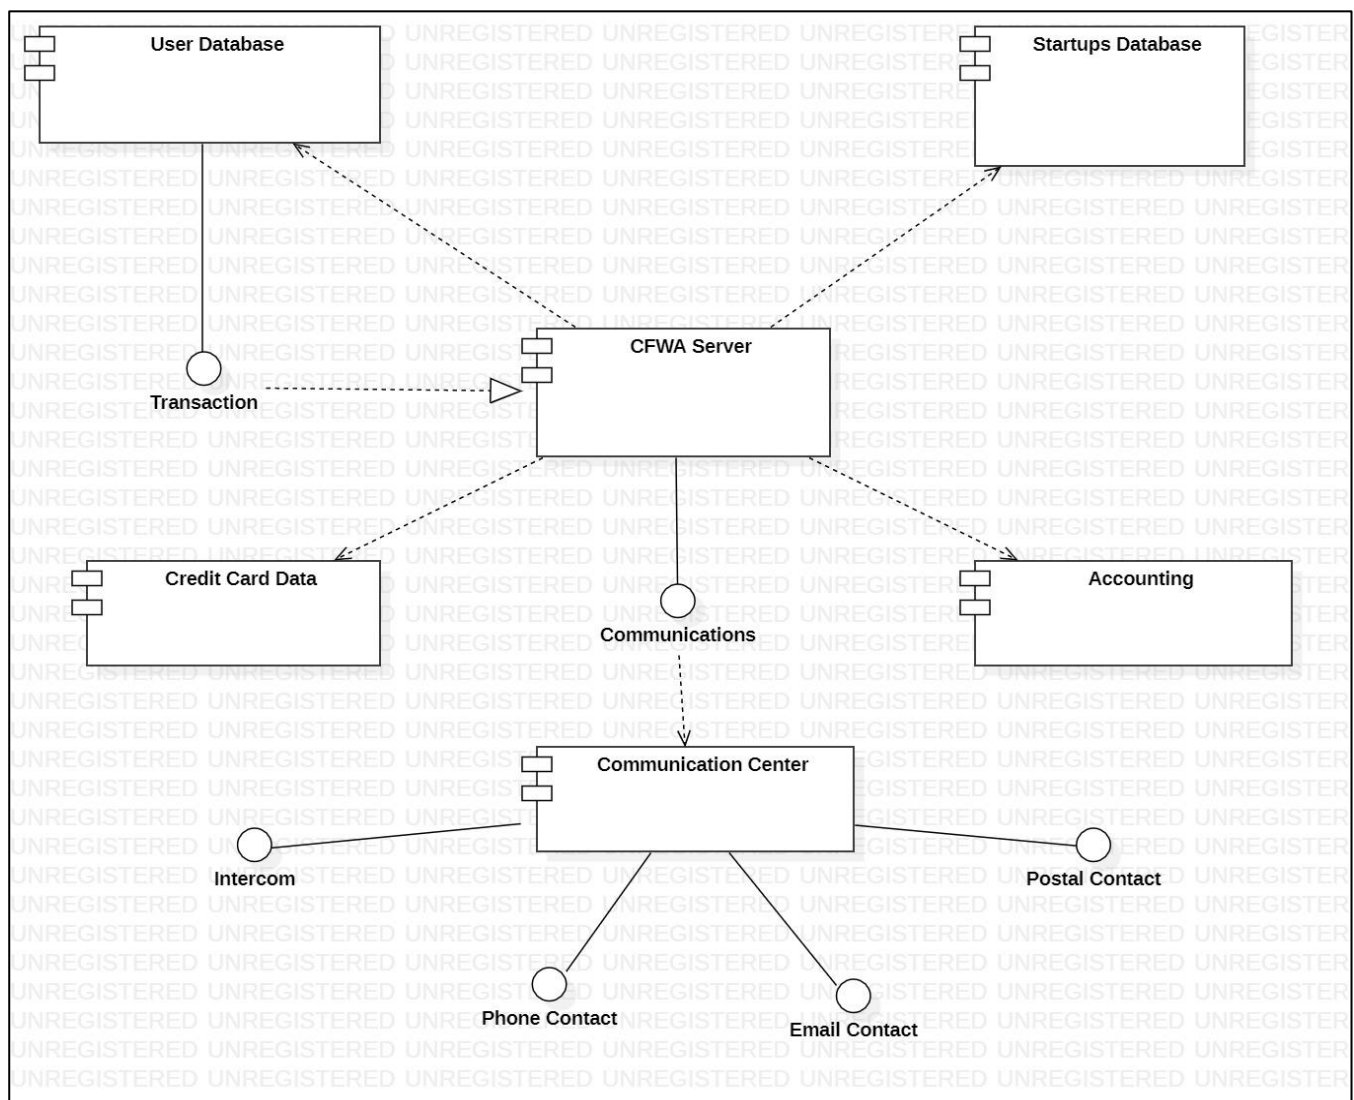 User Database
Startups Database
CFWA Server
Transaction
Credit Card Data
Accounting
Communications
Communication Center
Intercom
Postal Contact
Phone Contact
Email Contact
UNREGISTERED